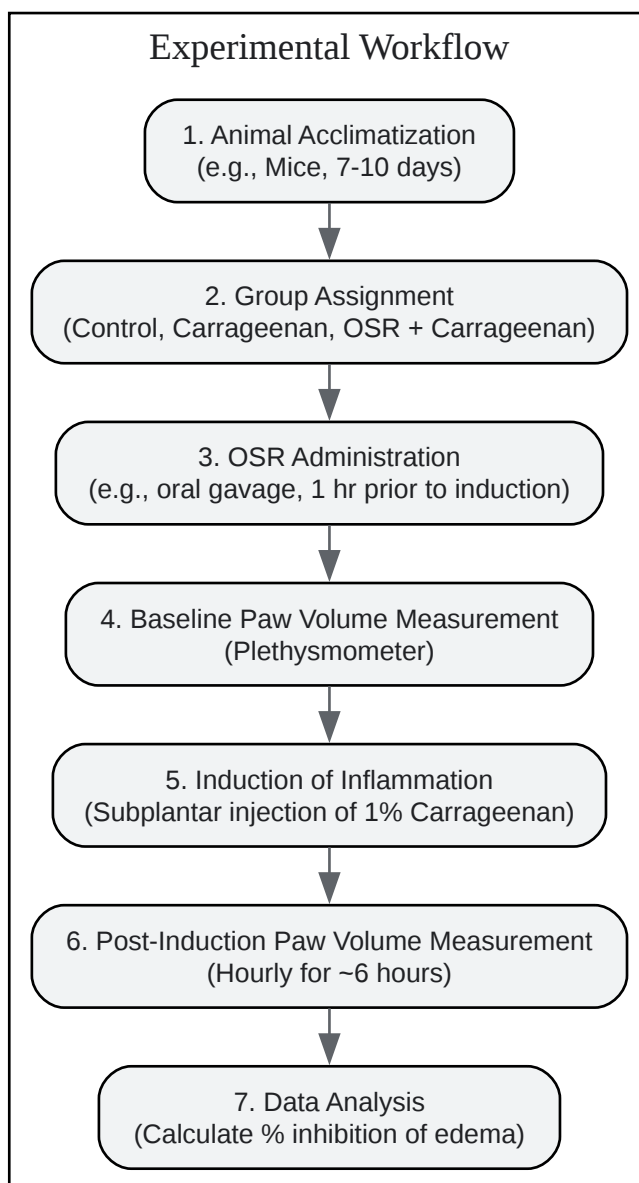 Experimental Workflow
1. Animal Acclimatization
(e.g., Mice, 7-10 days)
2. Group Assignment
(Control, Carrageenan, OSR + Carrageenan)
3. OSR Administration
(e.g., oral gavage, 1 hr prior to induction)
4. Baseline Paw Volume Measurement
(Plethysmometer)
5. Induction of Inflammation
(Subplantar injection of 1% Carrageenan)
6. Post-Induction Paw Volume Measurement
(Hourly for ~6 hours)
7. Data Analysis
(Calculate % inhibition of edema)